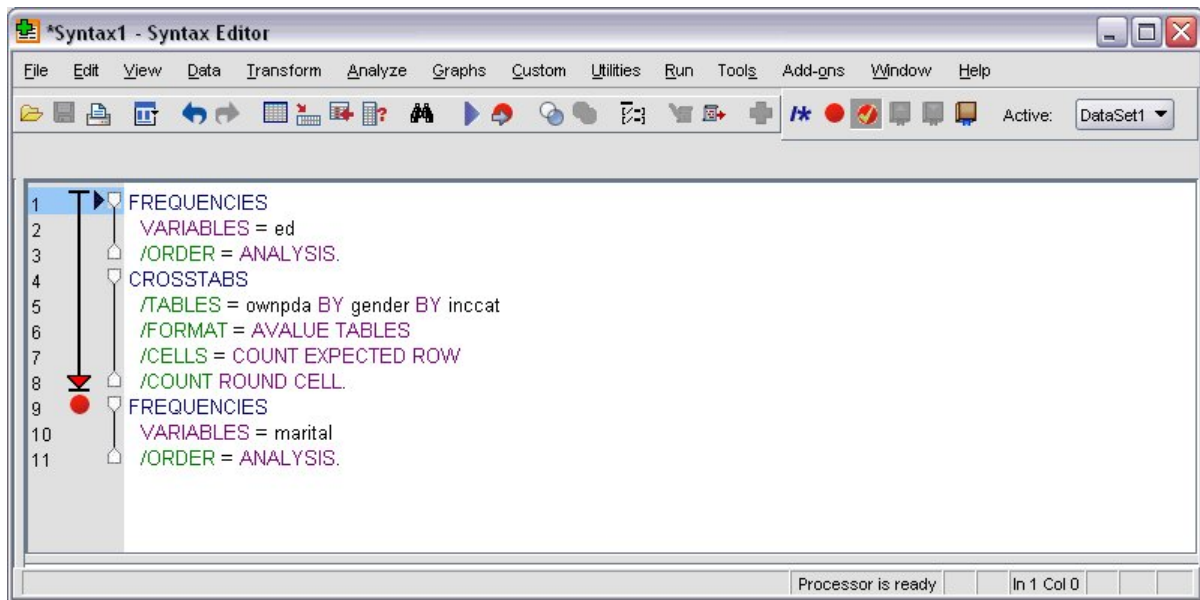 *Syntax1 - Syntax Editor
File Edit View Data Transform Analyze Graphs Custom Utilities Run Tools Add-ons Window Help
Active: DataSet1
1 FREQUENCIES
2 VARIABLES = ed
3 /ORDER = ANALYSIS.
4 CROSSTABS
5 /TABLES = ownpda BY gender BY inccat
6 /FORMAT = AVALUE TABLES
7 /CELLS = COUNT EXPECTED ROW
8 /COUNT ROUND CELL.
9 FREQUENCIES
10 VARIABLES = marital
11 /ORDER = ANALYSIS.
Processor is ready In 1 Col 0